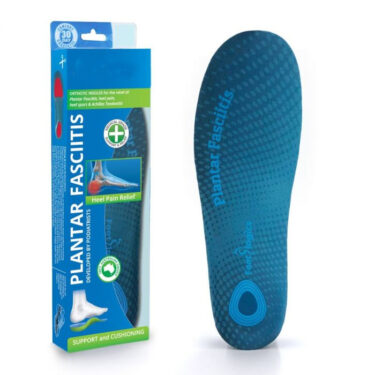 30
DAY
ORTHOTIC INSOLES for the relief of
Plantar Fasciitis, heel pain,
Heel spurs & Achilles Tendonitis
PLANTAR FASCIITIS
DEVELOPED BY PODIATRISTS
Heel Pain Relief
SUPPORT and CUSHIONING
Plantar Fasciitis